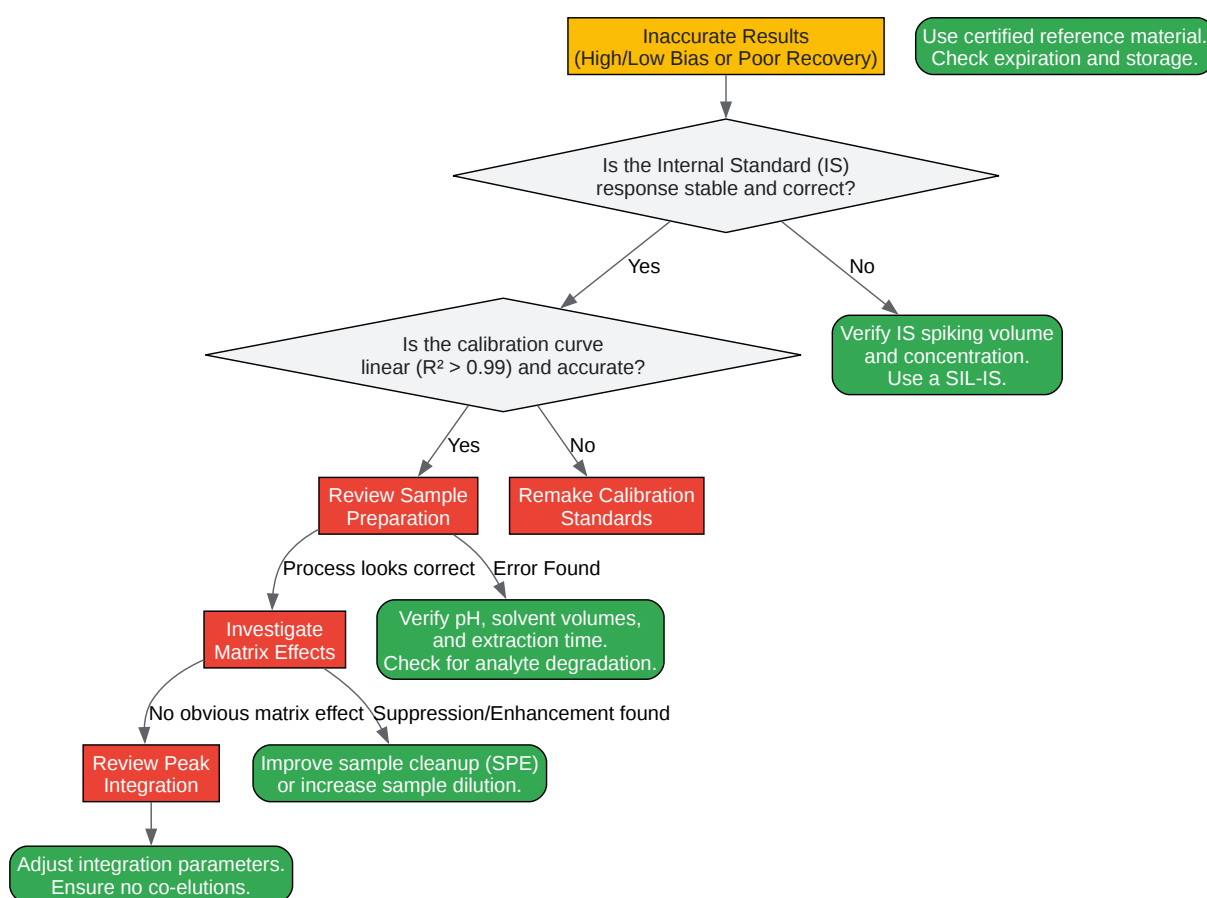 Inaccurate Results
(High/Low Bias or Poor Recovery)
Use certified reference material.
Check expiration and storage.
Is the Internal Standard (IS)
response stable and correct?
Yes
No
Is the calibration curve
linear (R² > 0.99) and accurate?
Verify IS spiking volume
and concentration.
Use a SIL-IS.
Yes
No
Review Sample
Preparation
Remake Calibration
Standards
Process looks correct
Error Found
Investigate
Matrix Effects
Verify pH, solvent volumes,
and extraction time.
Check for analyte degradation.
No obvious matrix effect
Suppression/Enhancement found
Review Peak
Integration
Improve sample cleanup (SPE)
or increase sample dilution.
Adjust integration parameters.
Ensure no co-elutions.